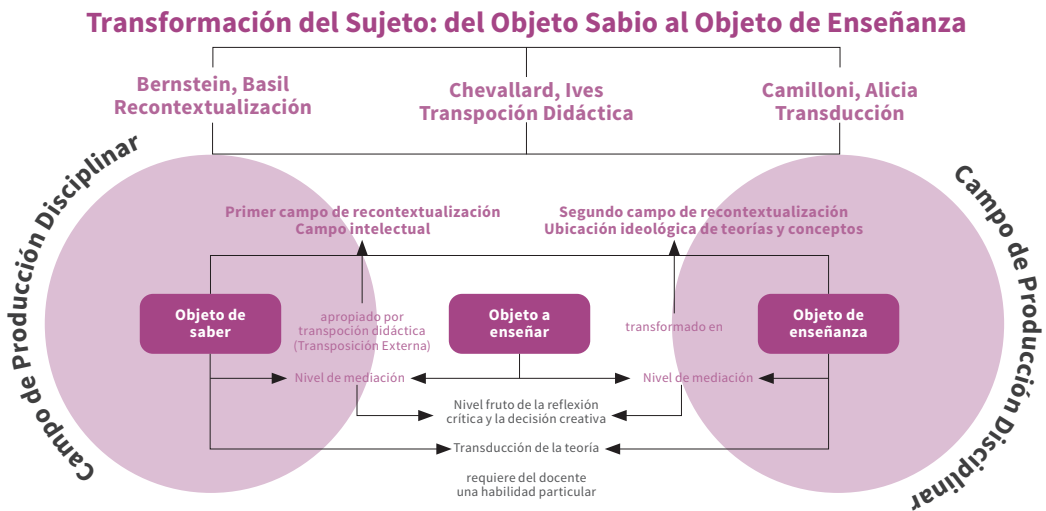 Transformación del Sujeto: del Objeto Sabio al Objeto de Enseñanza
Bernstein, Basil
Recontextualización
Chevallard, Ives
Transpoción Didáctica
Camilloni, Alicia
Transducción
Campo de Producción Disciplinar
Campo de Producción Disciplinar
Primer campo de recontextualización
Campo intelectual
Segundo campo de recontextualización
Ubicación ideológica de teorías y conceptos
Objeto de
saber
apropiado por
transpoción didáctica
(Transposición Externa)
Objeto a
enseñar
transformado en
Objeto de
enseñanza
Nivel de mediación
Nivel de mediación
Nivel fruto de la reflexión
crítica y la decisión creativa
Transducción de la teoría
requiere del docente
una habilidad particular